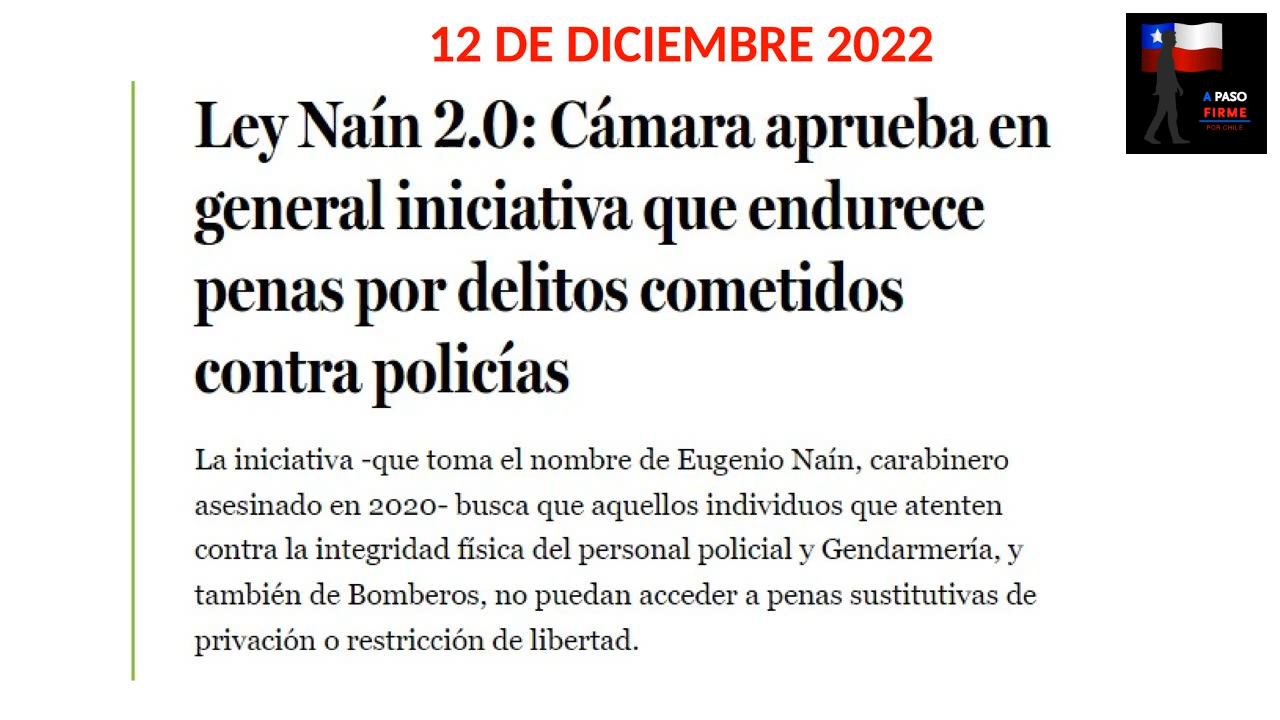 12 DE DICIEMBRE 2022
A PASO
FIRME
POR CHILE
Ley Naín 2.0: Cámara aprueba en
general iniciativa que endurece
penas por delitos cometidos
contra policías
La iniciativa -que toma el nombre de Eugenio Naín, carabinero
asesinado en 2020- busca que aquellos individuos que atenten
contra la integridad física del personal policial y Gendarmería, y
también de Bomberos, no puedan acceder a penas sustitutivas de
privación o restricción de libertad.